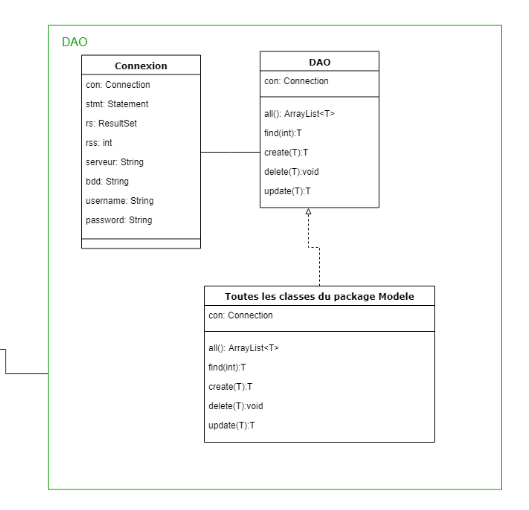 DAO
Connexion
con: Connection
stmt: Statement
rs: ResultSet
rss: int
serveur: String
bdd: String
username: String
password: String
DAO
con: Connection
all(): ArrayList<T>
find(int):T
create(T):T
delete(T):void
update(T):T
Toutes les classes du package Modele
con: Connection
all(): ArrayList<T>
find(int):T
create(T):T
delete(T):void
update(T):T